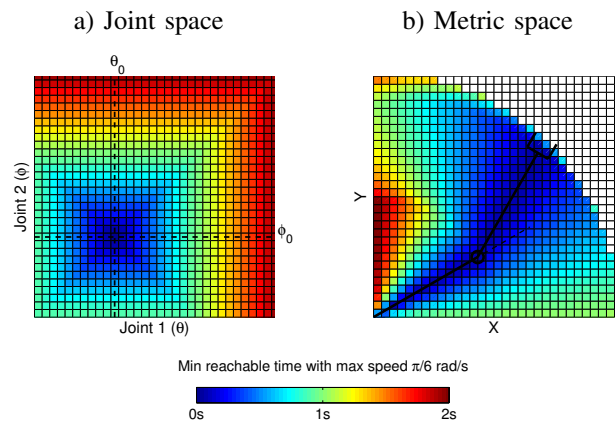 a) Joint space
b) Metric space
θ₀
Joint 2 (ϕ)
ϕ₀
Joint 1 (θ)
Y
X
Min reachable time with max speed π/6 rad/s
0s
1s
2s